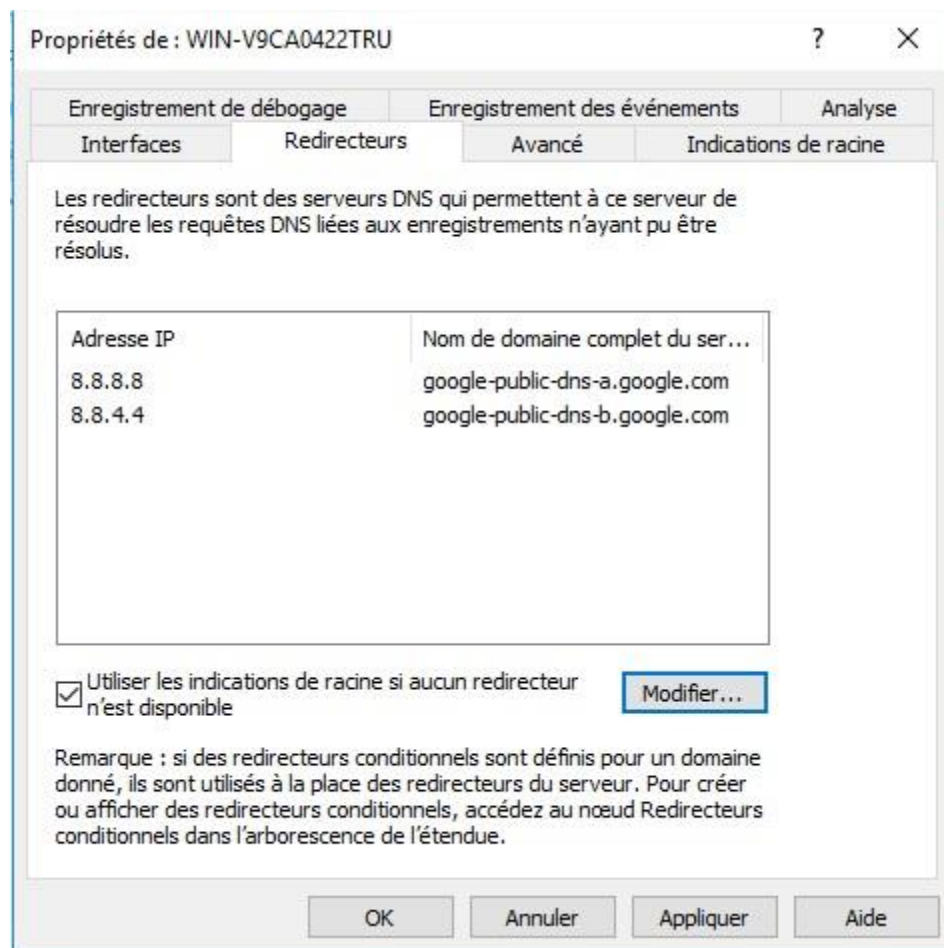 Propriétés de : WIN-V9CA0422TRU ? X
Enregistrement de débogage Enregistrement des événements Analyse
Interfaces Redirecteurs Avancé Indications de racine
Les redirecteurs sont des serveurs DNS qui permettent à ce serveur de
résoudre les requêtes DNS liées aux enregistrements n'ayant pu être
résolus.
Adresse IP Nom de domaine complet du ser...
8.8.8.8 google-public-dns-a.google.com
8.8.4.4 google-public-dns-b.google.com
Utiliser les indications de racine si aucun redirecteur
n'est disponible
Modifier...
Remarque : si des redirecteurs conditionnels sont définis pour un domaine
donné, ils sont utilisés à la place des redirecteurs du serveur. Pour créer
ou afficher des redirecteurs conditionnels, accédez au nœud Redirecteurs
conditionnels dans l'arborescence de l'étendue.
OK Annuler Appliquer Aide